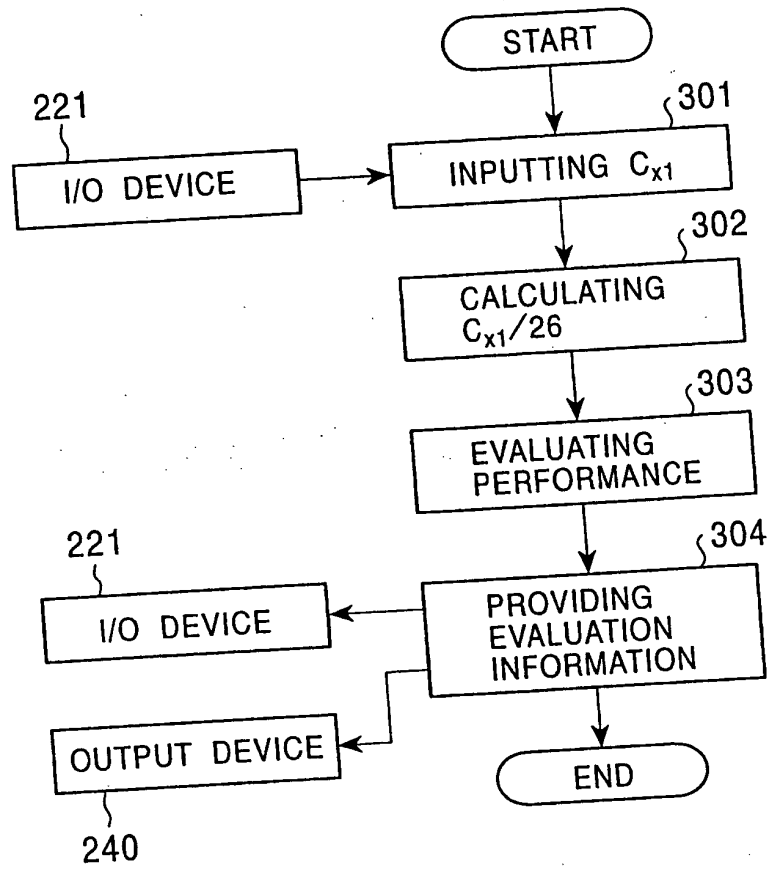 START
301
221
I/O DEVICE
INPUTTING Cx1
302
CALCULATING
Cx1/26
303
EVALUATING
PERFORMANCE
304
221
I/O DEVICE
PROVIDING
EVALUATION
INFORMATION
OUTPUT DEVICE
240
END